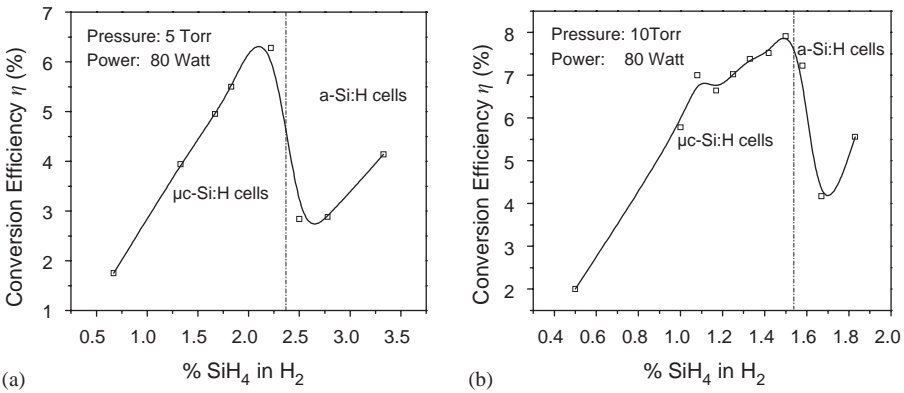 Conversion Efficiency η (%)
7
6
5
4
3
2
1
Pressure: 5 Torr
Power: 80 Watt
a-Si:H cells
µc-Si:H cells
0.5 1.0 1.5 2.0 2.5 3.0 3.5
% SiH₄ in H₂
(a)
Conversion Efficiency η (%)
8
7
6
5
4
3
2
Pressure: 10Torr
Power: 80 Watt
a-Si:H cells
µc-Si:H cells
0.4 0.6 0.8 1.0 1.2 1.4 1.6 1.8 2.0
% SiH₄ in H₂
(b)